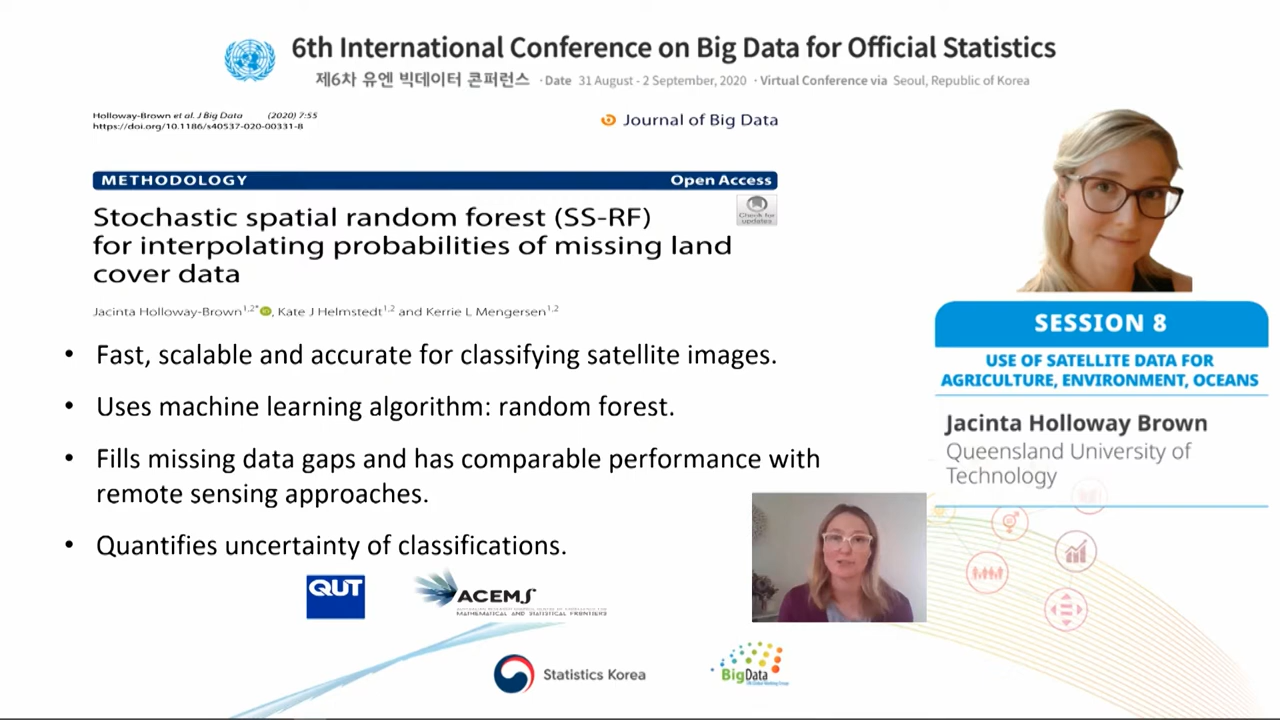 6th International Conference on Big Data for Official Statistics
제6차 유엔 빅데이터 콘퍼런스 · Date 31 August - 2 September, 2020 · Virtual Conference via Seoul, Republic of Korea
Holloway-Brown et al. J Big Data (2020) 7:55
https://doi.org/10.1186/s40537-020-00331-8
Journal of Big Data
METHODOLOGY Open Access
Check for
updates
Stochastic spatial random forest (SS-RF)
for interpolating probabilities of missing land
cover data
Jacinta Holloway-Brown1,2*, Kate J Helmstedt1,2 and Kerrie L Mengersen1,2
• Fast, scalable and accurate for classifying satellite images.
• Uses machine learning algorithm: random forest.
• Fills missing data gaps and has comparable performance with
remote sensing approaches.
• Quantifies uncertainty of classifications.
SESSION 8
USE OF SATELLITE DATA FOR
AGRICULTURE, ENVIRONMENT, OCEANS
Jacinta Holloway Brown
Queensland University of
Technology
QUT
ACEMS
MATHEMATICAL AND STATISTICAL FRONTIERS
Statistics Korea
BigData